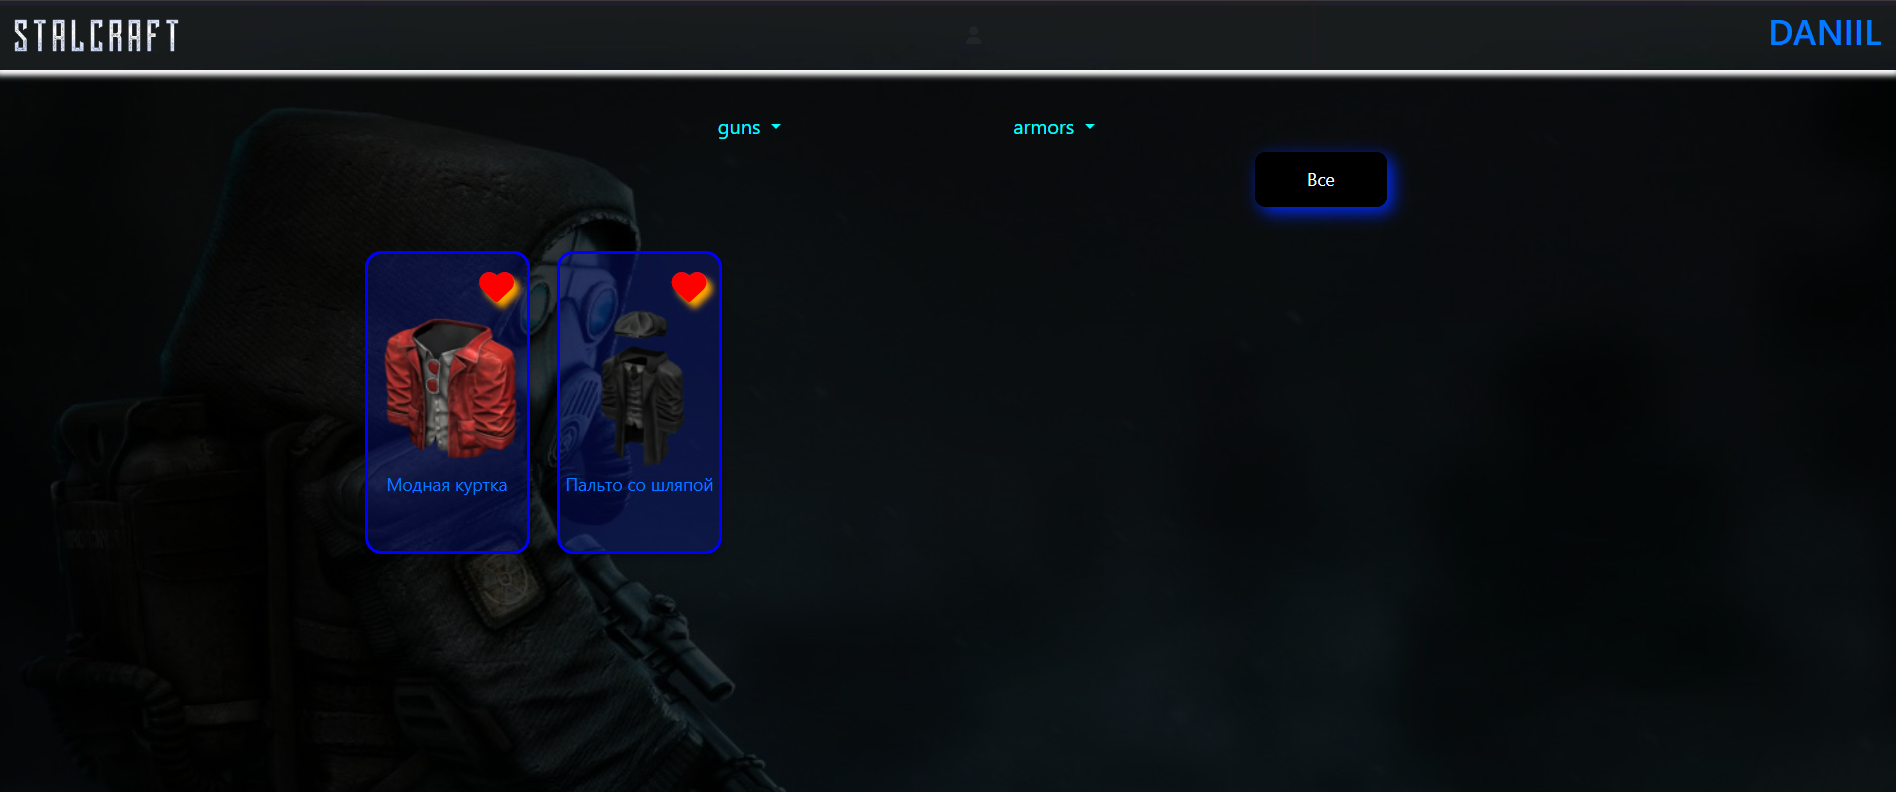 STALCRAFT
DANIIL
guns
armors
Все
Модная куртка
Пальто со шляпой